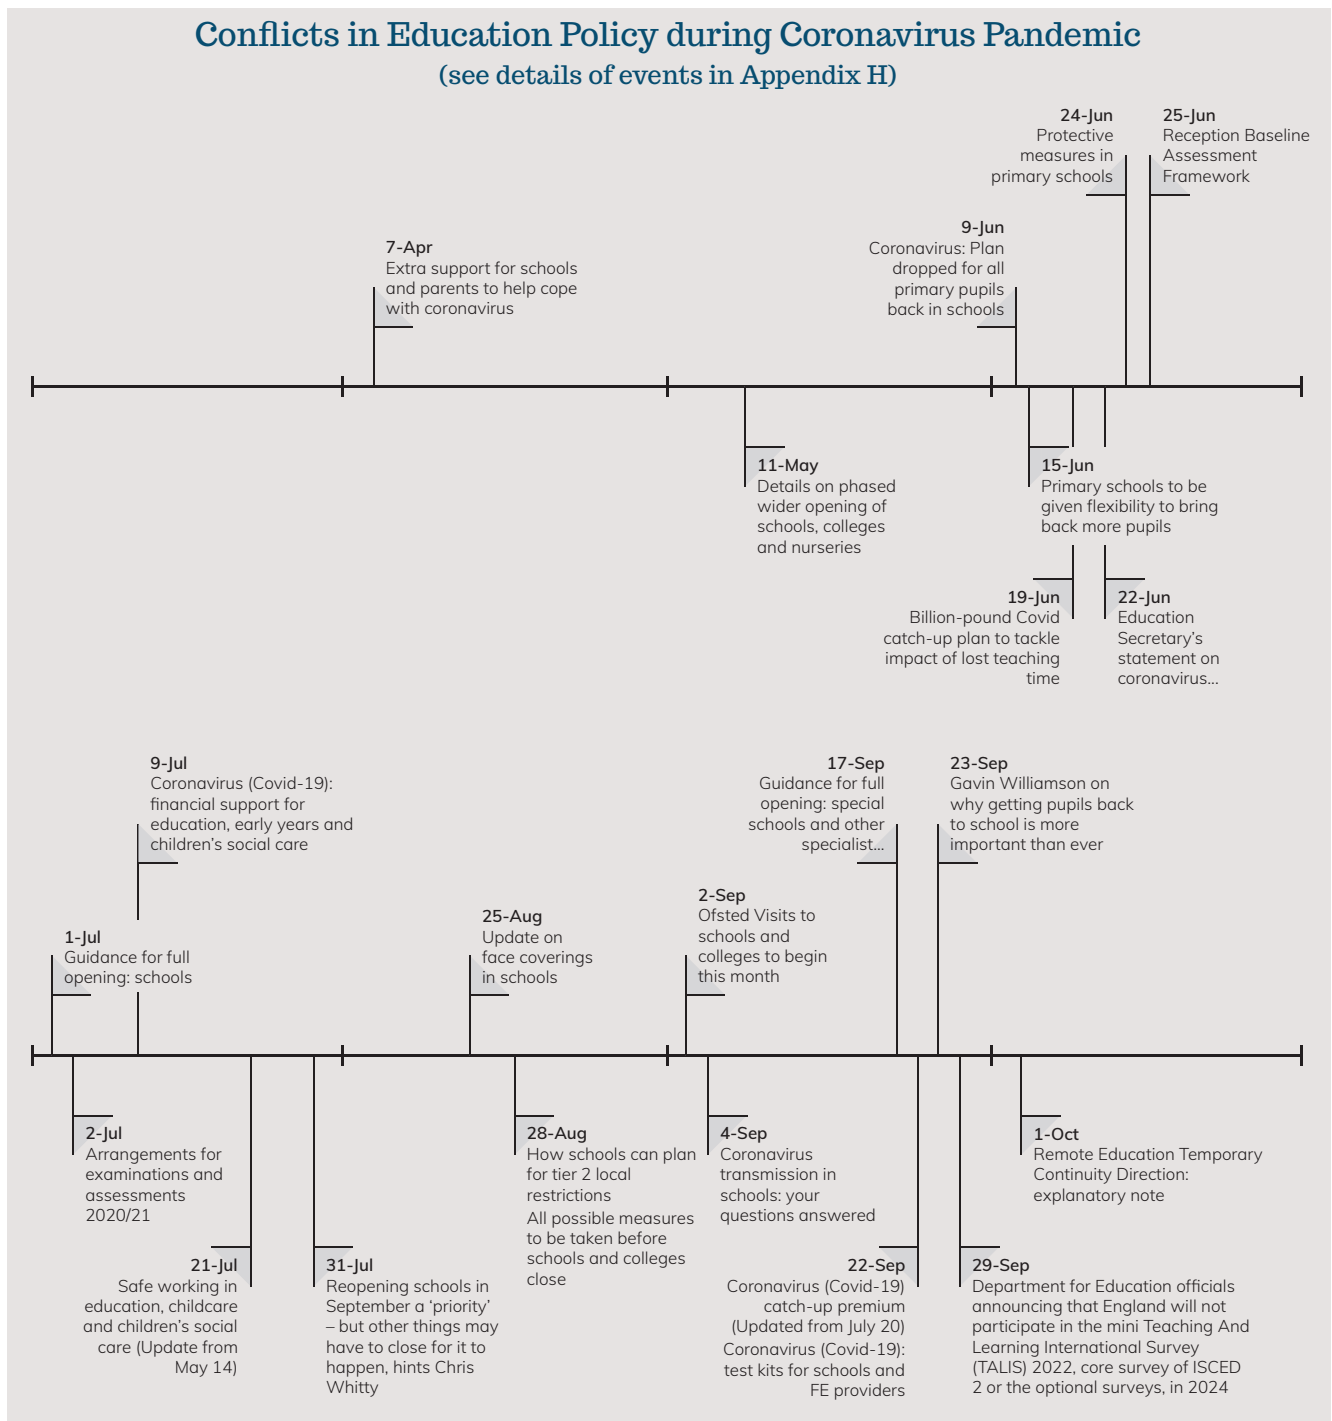 Conflicts in Education Policy during Coronavirus Pandemic
(see details of events in Appendix H)
24-Jun
Protective
measures in
primary schools
25-Jun
Reception Baseline
Assessment
Framework
7-Apr
Extra support for schools
and parents to help cope
with coronavirus
9-Jun
Coronavirus: Plan
dropped for all
primary pupils
back in schools
11-May
Details on phased
wider opening of
schools, colleges
and nurseries
15-Jun
Primary schools to be
given flexibility to bring
back more pupils
19-Jun
Billion-pound Covid
catch-up plan to tackle
impact of lost teaching
time
22-Jun
Education
Secretary’s
statement on
coronavirus...
9-Jul
Coronavirus (Covid-19):
financial support for
education, early years and
children’s social care
17-Sep
Guidance for full
opening: special
schools and other
specialist...
23-Sep
Gavin Williamson on
why getting pupils back
to school is more
important than ever
1-Jul
Guidance for full
opening: schools
25-Aug
Update on
face coverings
in schools
2-Sep
Ofsted Visits to
schools and
colleges to begin
this month
2-Jul
Arrangements for
examinations and
assessments
2020/21
28-Aug
How schools can plan
for tier 2 local
restrictions
All possible measures
to be taken before
schools and colleges
close
4-Sep
Coronavirus
transmission in
schools: your
questions answered
1-Oct
Remote Education Temporary
Continuity Direction:
explanatory note
21-Jul
Safe working in
education, childcare
and children’s social
care (Update from
May 14)
31-Jul
Reopening schools in
September a ‘priority’
– but other things may
have to close for it to
happen, hints Chris
Whitty
22-Sep
Coronavirus (Covid-19)
catch-up premium
(Updated from July 20)
Coronavirus (Covid-19):
test kits for schools and
FE providers
29-Sep
Department for Education officials
announcing that England will not
participate in the mini Teaching And
Learning International Survey
(TALIS) 2022, core survey of ISCED
2 or the optional surveys, in 2024